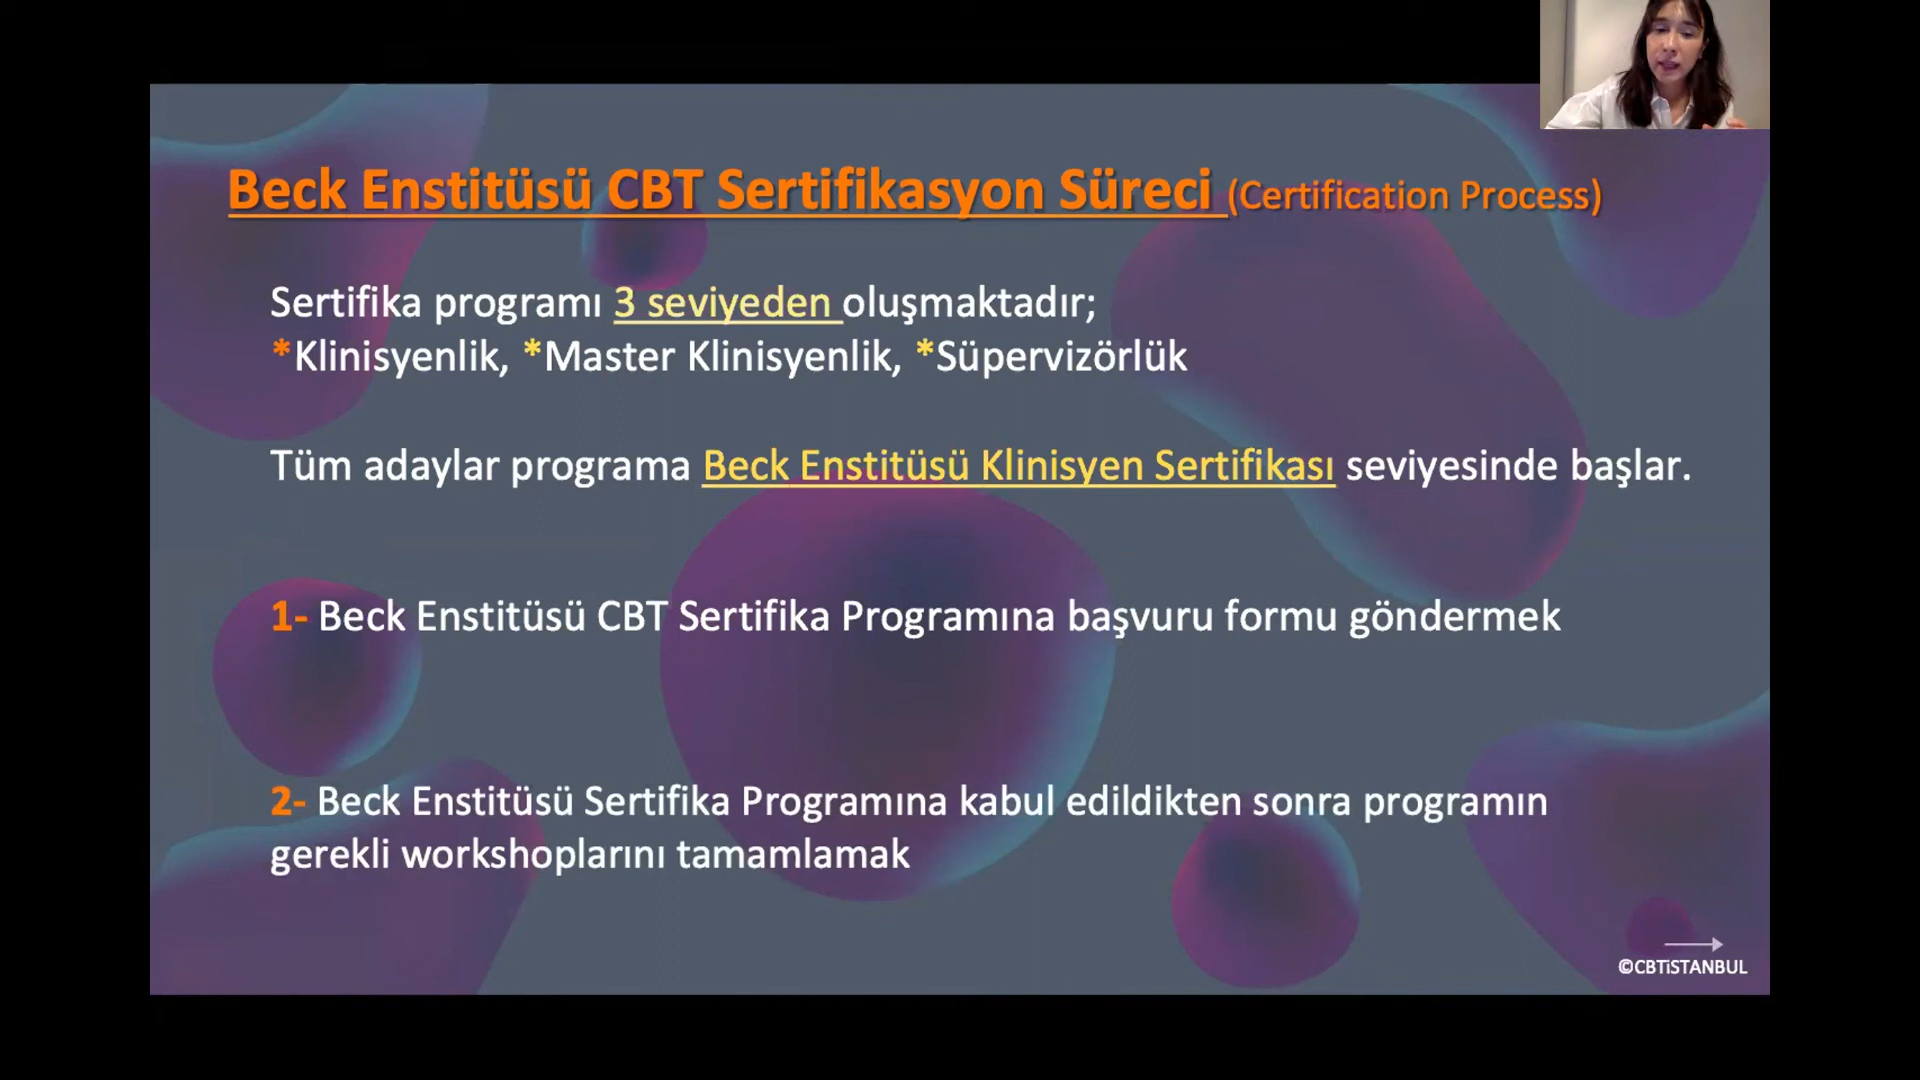 Beck Enstitüsü CBT Sertifikasyon Süreci (Certification Process)
Sertifika programı 3 seviyeden oluşmaktadır;
*Klinisyenlik, *Master Klinisyenlik, *Süpervizörlük
Tüm adaylar programa Beck Enstitüsü Klinisyen Sertifikası seviyesinde başlar.
1- Beck Enstitüsü CBT Sertifika Programına başvuru formu göndermek
2- Beck Enstitüsü Sertifika Programına kabul edildikten sonra programın
gerekli workshoplarını tamamlamak
©CBTiSTANBUL